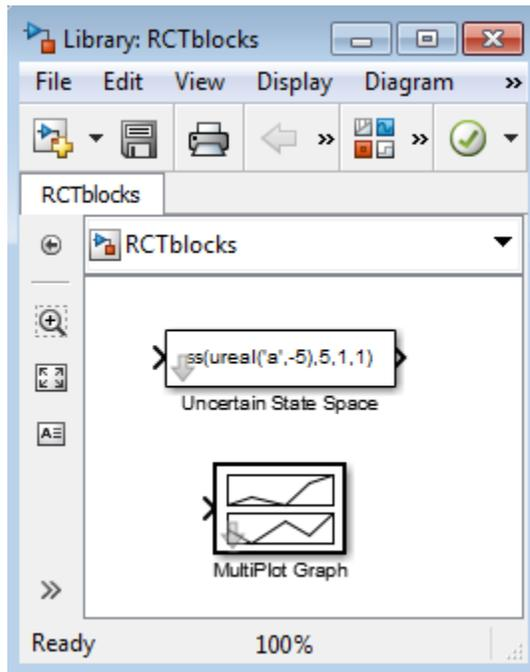 Library: RCTblocks
File Edit View Display Diagram »
» »
RCTblocks
RCTblocks
ss(ureal('a',-5),5,1,1)
Uncertain State Space
MultiPlot Graph
»
Ready 100%